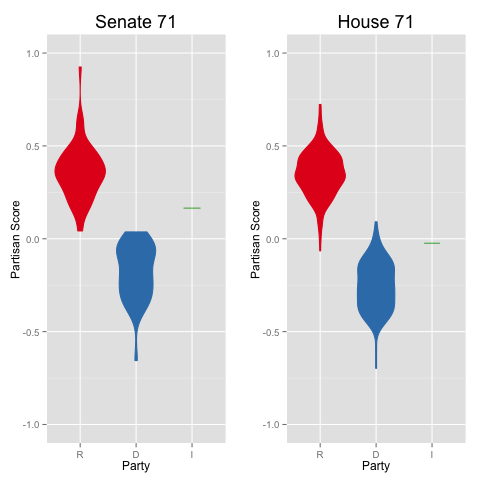 Senate 71
House 71
Partisan Score
1.0
0.5
0.0
-0.5
-1.0
R D I
Party
Partisan Score
1.0
0.5
0.0
-0.5
-1.0
R D I
Party